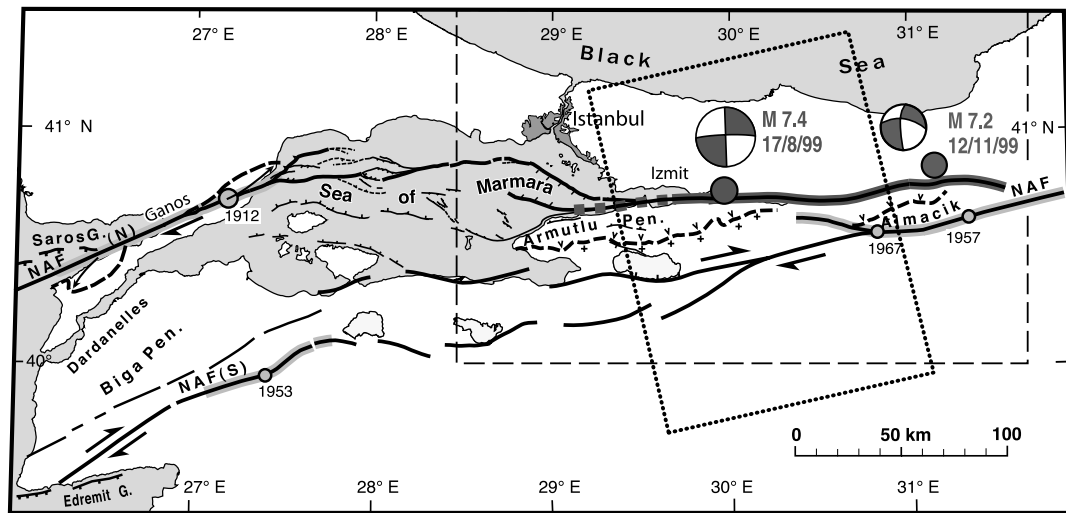 27° E
28° E
29° E
30° E
31° E
Black
Sea
41° N
Istanbul
M 7.4
17/8/99
M 7.2
12/11/99
41° N
Izmit
Sea of Marmara
Ganos
1912
Saros G.
(N)
NAF
Armutlu Pen.
Almacik
NAF
1967
1957
Dardanelles
Biga Pen.
40°
NAF(S)
1953
40°
0 50 km 100
Edremit G.
27° E
28° E
29° E
30° E
31° E